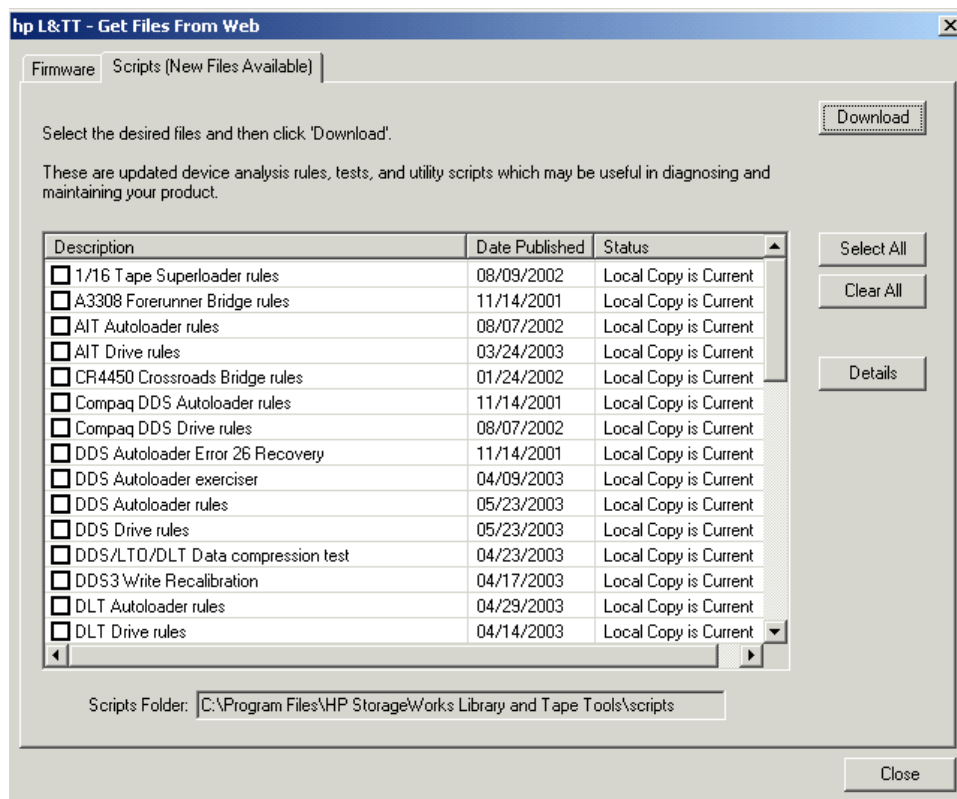 hp L&TT - Get Files From Web
Firmware
Scripts (New Files Available)
Download
Select the desired files and then click 'Download'.
These are updated device analysis rules, tests, and utility scripts which may be useful in diagnosing and
maintaining your product.
Description Date Published Status
1/16 Tape Superloader rules 08/09/2002 Local Copy is Current
A3308 Forerunner Bridge rules 11/14/2001 Local Copy is Current
AIT Autoloader rules 08/07/2002 Local Copy is Current
AIT Drive rules 03/24/2003 Local Copy is Current
CR4450 Crossroads Bridge rules 01/24/2002 Local Copy is Current
Compaq DDS Autoloader rules 11/14/2001 Local Copy is Current
Compaq DDS Drive rules 08/07/2002 Local Copy is Current
DDS Autoloader Error 26 Recovery 11/14/2001 Local Copy is Current
DDS Autoloader exerciser 04/09/2003 Local Copy is Current
DDS Autoloader rules 05/23/2003 Local Copy is Current
DDS Drive rules 05/23/2003 Local Copy is Current
DDS/LTO/DLT Data compression test 04/23/2003 Local Copy is Current
DDS3 Write Recalibration 04/17/2003 Local Copy is Current
DLT Autoloader rules 04/29/2003 Local Copy is Current
DLT Drive rules 04/14/2003 Local Copy is Current
Select All
Clear All
Details
Scripts Folder: C:\Program Files\HP StorageWorks Library and Tape Tools\scripts
Close